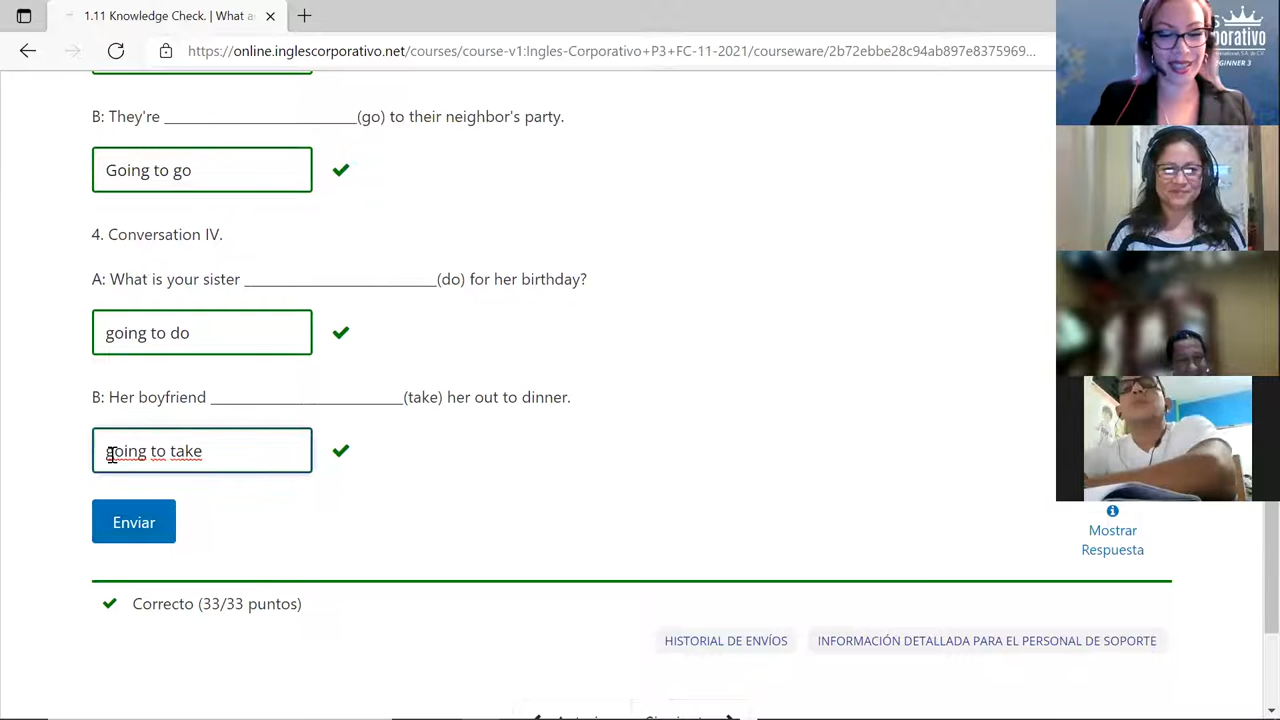 1.11 Knowledge Check. | What a
https://online.inglescorporativo.net/courses/course-v1:Ingles-Corporativo+P3+FC-11-2021/courseware/2b72ebbe28c94ab897e8375969...
B: They're ________________________(go) to their neighbor's party.
Going to go
4. Conversation IV.
A: What is your sister ________________________(do) for her birthday?
going to do
B: Her boyfriend ________________________(take) her out to dinner.
going to take
Enviar
Mostrar
Respuesta
Correcto (33/33 puntos)
HISTORIAL DE ENVÍOS
INFORMACIÓN DETALLADA PARA EL PERSONAL DE SOPORTE